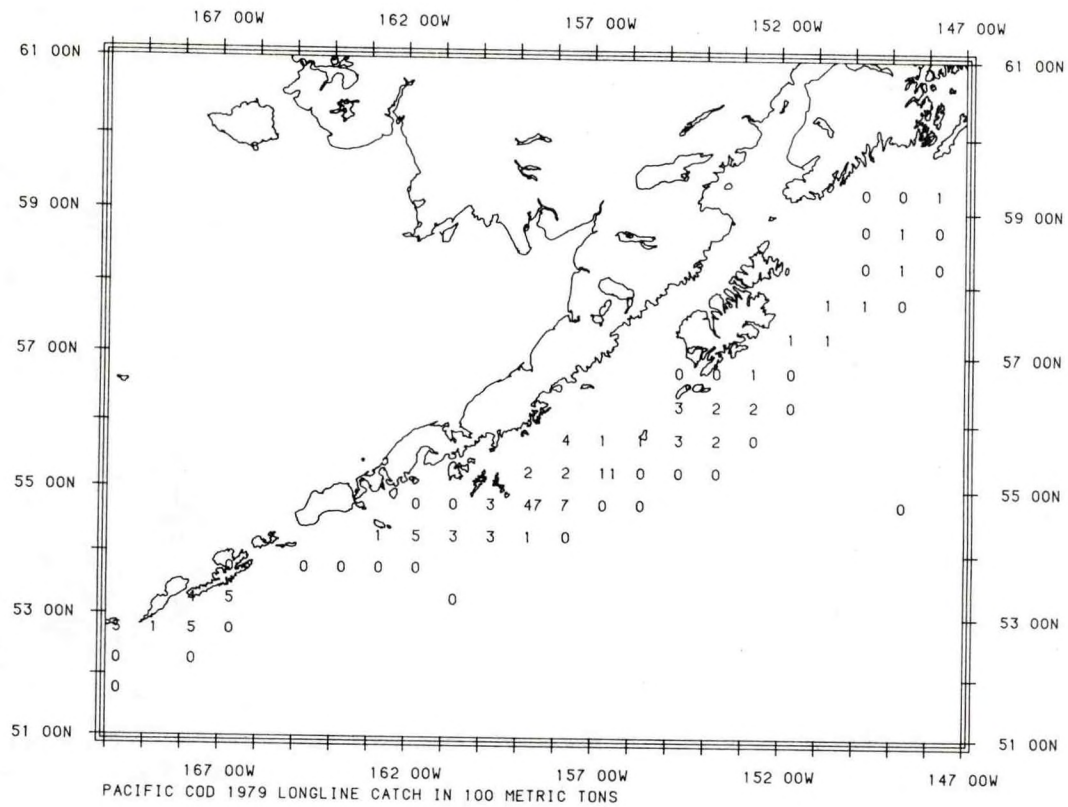 167 00W 162 00W 157 00W 152 00W 147 00W
61 00N 61 00N
59 00N 0 0 1 59 00N
0 1 0
0 1 0
1 1 0
57 00N 1 1 57 00N
0 0 1 0
3 2 2 0
4 1 1 3 2 0
55 00N 2 2 11 0 0 0 55 00N
0 0 3 47 7 0 0 0
1 5 3 3 1 0
0 0 0 0
4 5 0
53 00N 3 1 5 0 53 00N
0 0
0
51 00N 51 00N
167 00W 162 00W 157 00W 152 00W 147 00W
PACIFIC COD 1979 LONGLINE CATCH IN 100 METRIC TONS